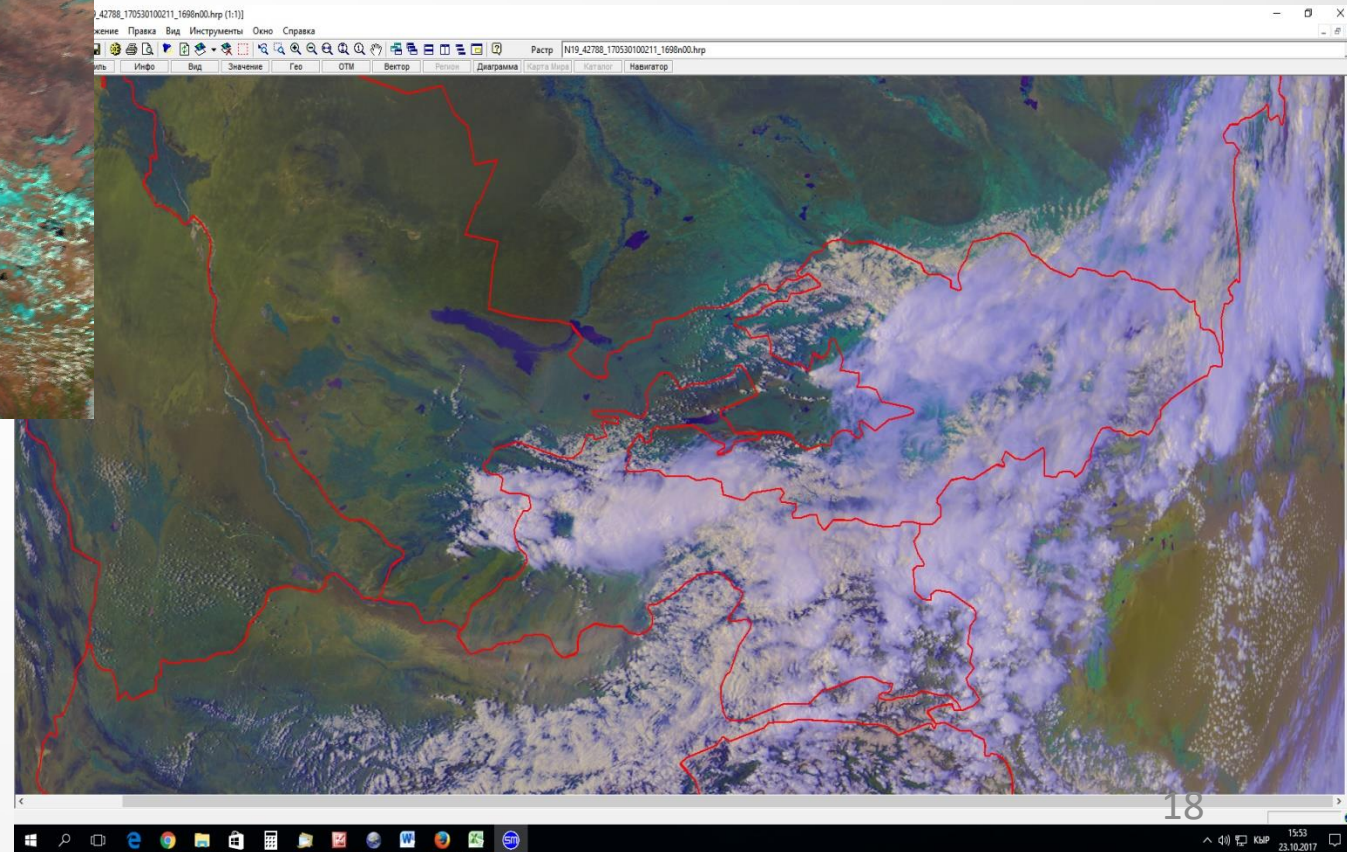 _42788_170530100211_1698n00.hrp (1:1)]
жение Правка Вид Инструменты Окно Справка
Растр N19_42788_170530100211_1698n00.hrp
иль Инфо Вид Значение Гео ОТМ Вектор Регион Диаграмма Карта Мира Каталог Навигатор
18
КЫР 15:53
23.10.2017